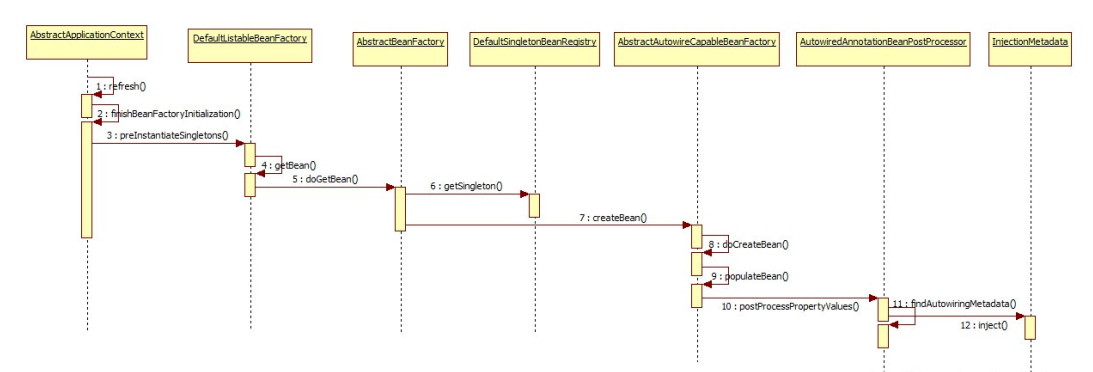 AbstractApplicationContext
DefaultListableBeanFactory
AbstractBeanFactory
DefaultSingletonBeanRegistry
AbstractAutowireCapableBeanFactory
AutowiredAnnotationBeanPostProcessor
InjectionMetadata
1 : refresh()
2 : finishBeanFactoryInitialization()
3 : preInstantiateSingletons()
4 : getBean()
5 : doGetBean()
6 : getSingleton()
7 : createBean()
8 : doCreateBean()
9 : populateBean()
10 : postProcessPropertyValues()
11 : findAutowiringMetadata()
12 : inject()